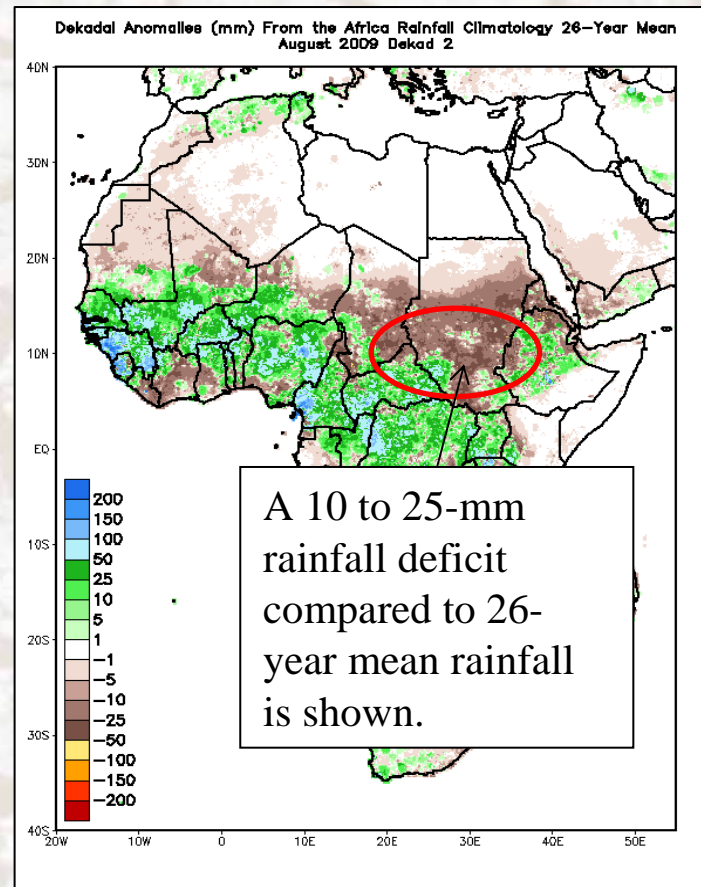 Dekadal Anomalies (mm) From the Africa Rainfall Climatology 26-Year Mean
August 2009 Dekad 2
40N
30N
20N
10N
EQ
10S
20S
30S
40S
200
150
100
50
25
10
5
1
-1
-5
-10
-25
-50
-100
-150
-200
A 10 to 25-mm
rainfall deficit
compared to 26-
year mean rainfall
is shown.
20W 10W 0 10E 20E 30E 40E 50E